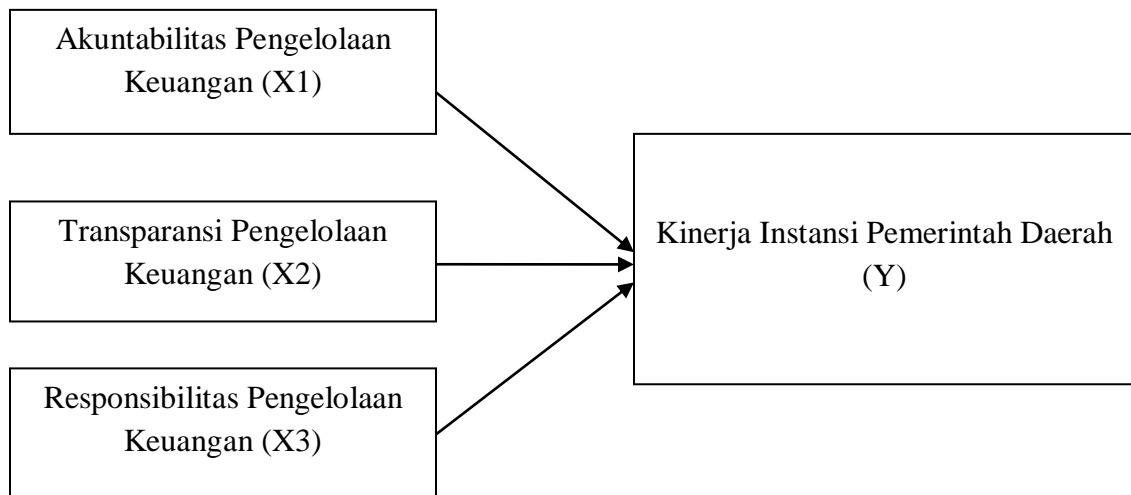 Akuntabilitas Pengelolaan
Keuangan (X1)
Transparansi Pengelolaan
Keuangan (X2)
Responsibilitas Pengelolaan
Keuangan (X3)
Kinerja Instansi Pemerintah Daerah
(Y)